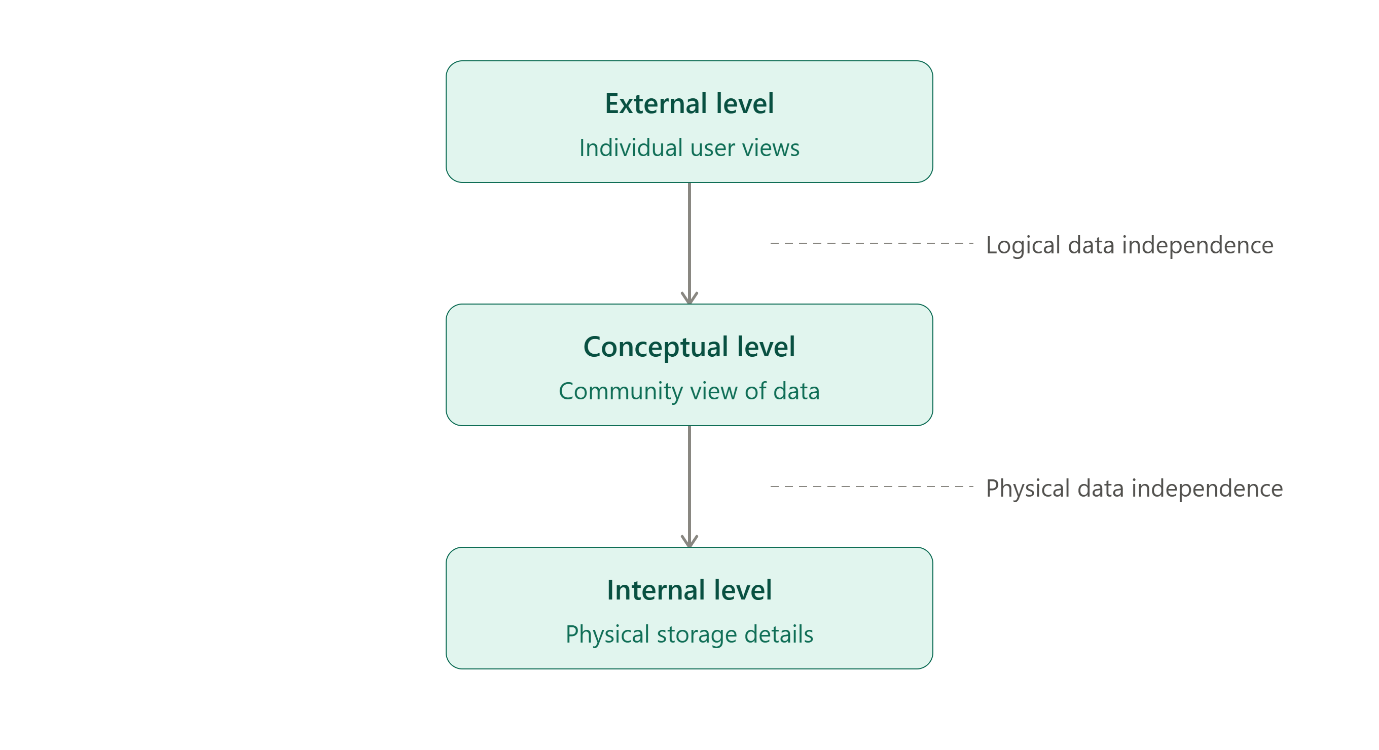 External level
Individual user views
Logical data independence
Conceptual level
Community view of data
Physical data independence
Internal level
Physical storage details